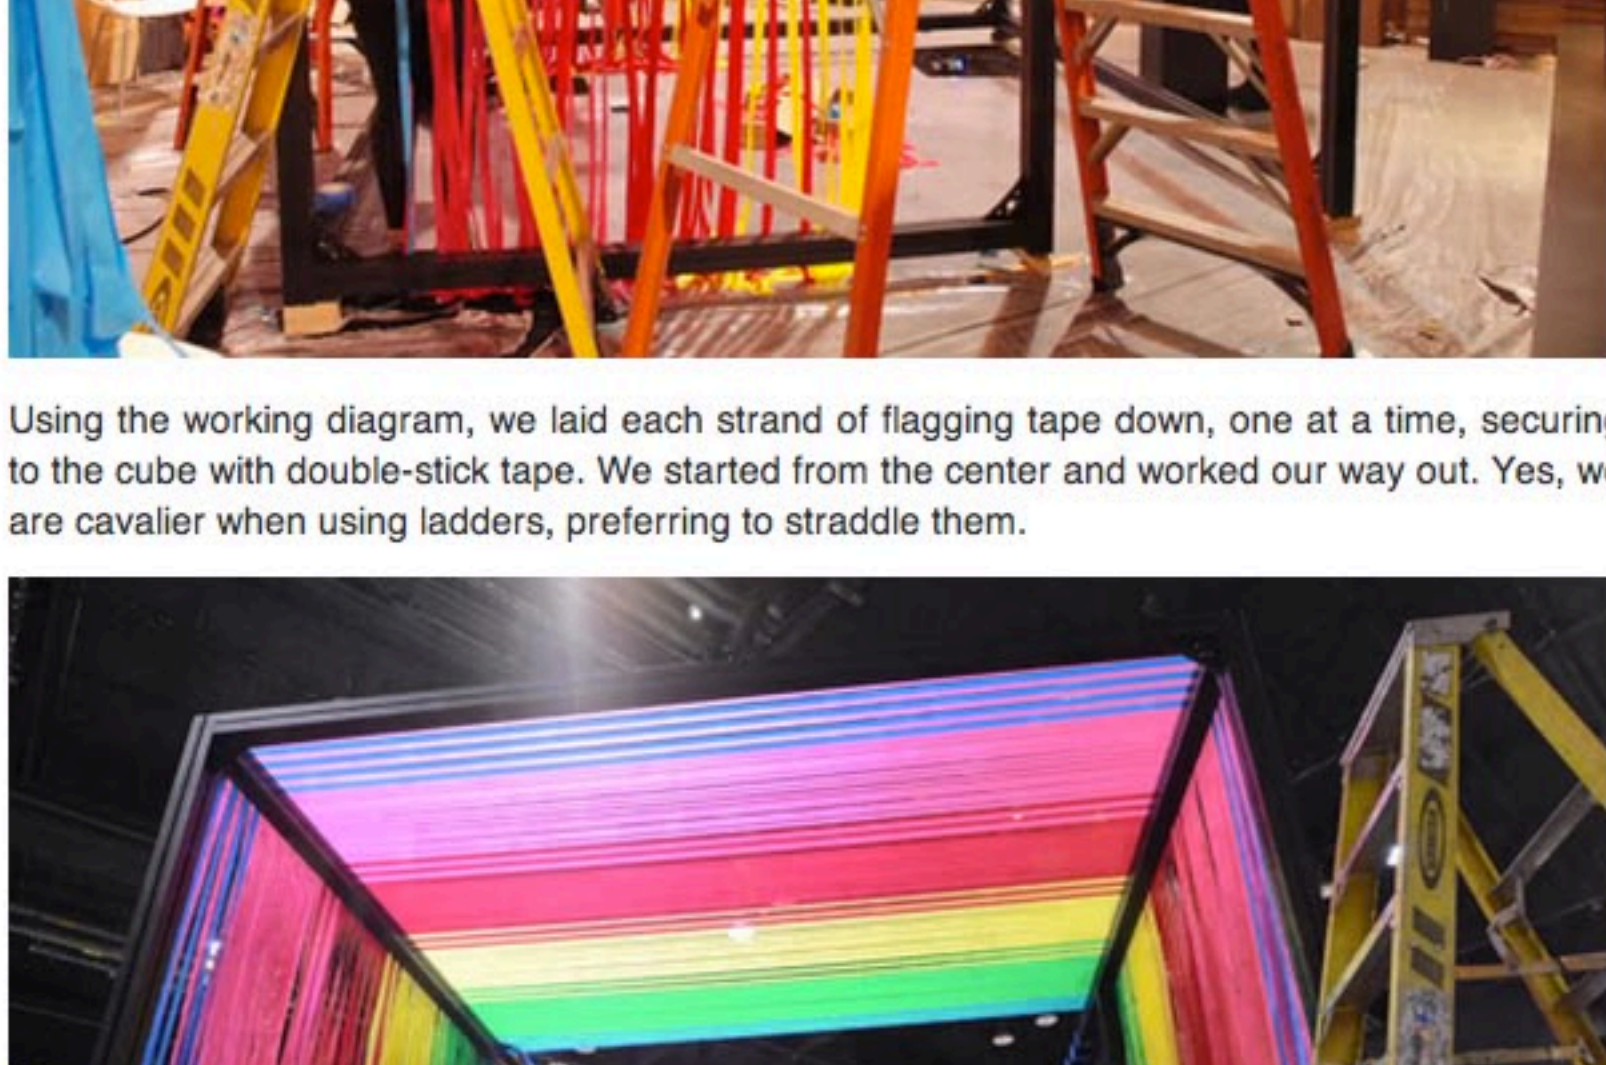 Using the working diagram, we laid each strand of flagging tape down, one at a time, securing
to the cube with double-stick tape. We started from the center and worked our way out. Yes, we
are cavalier when using ladders, preferring to straddle them.